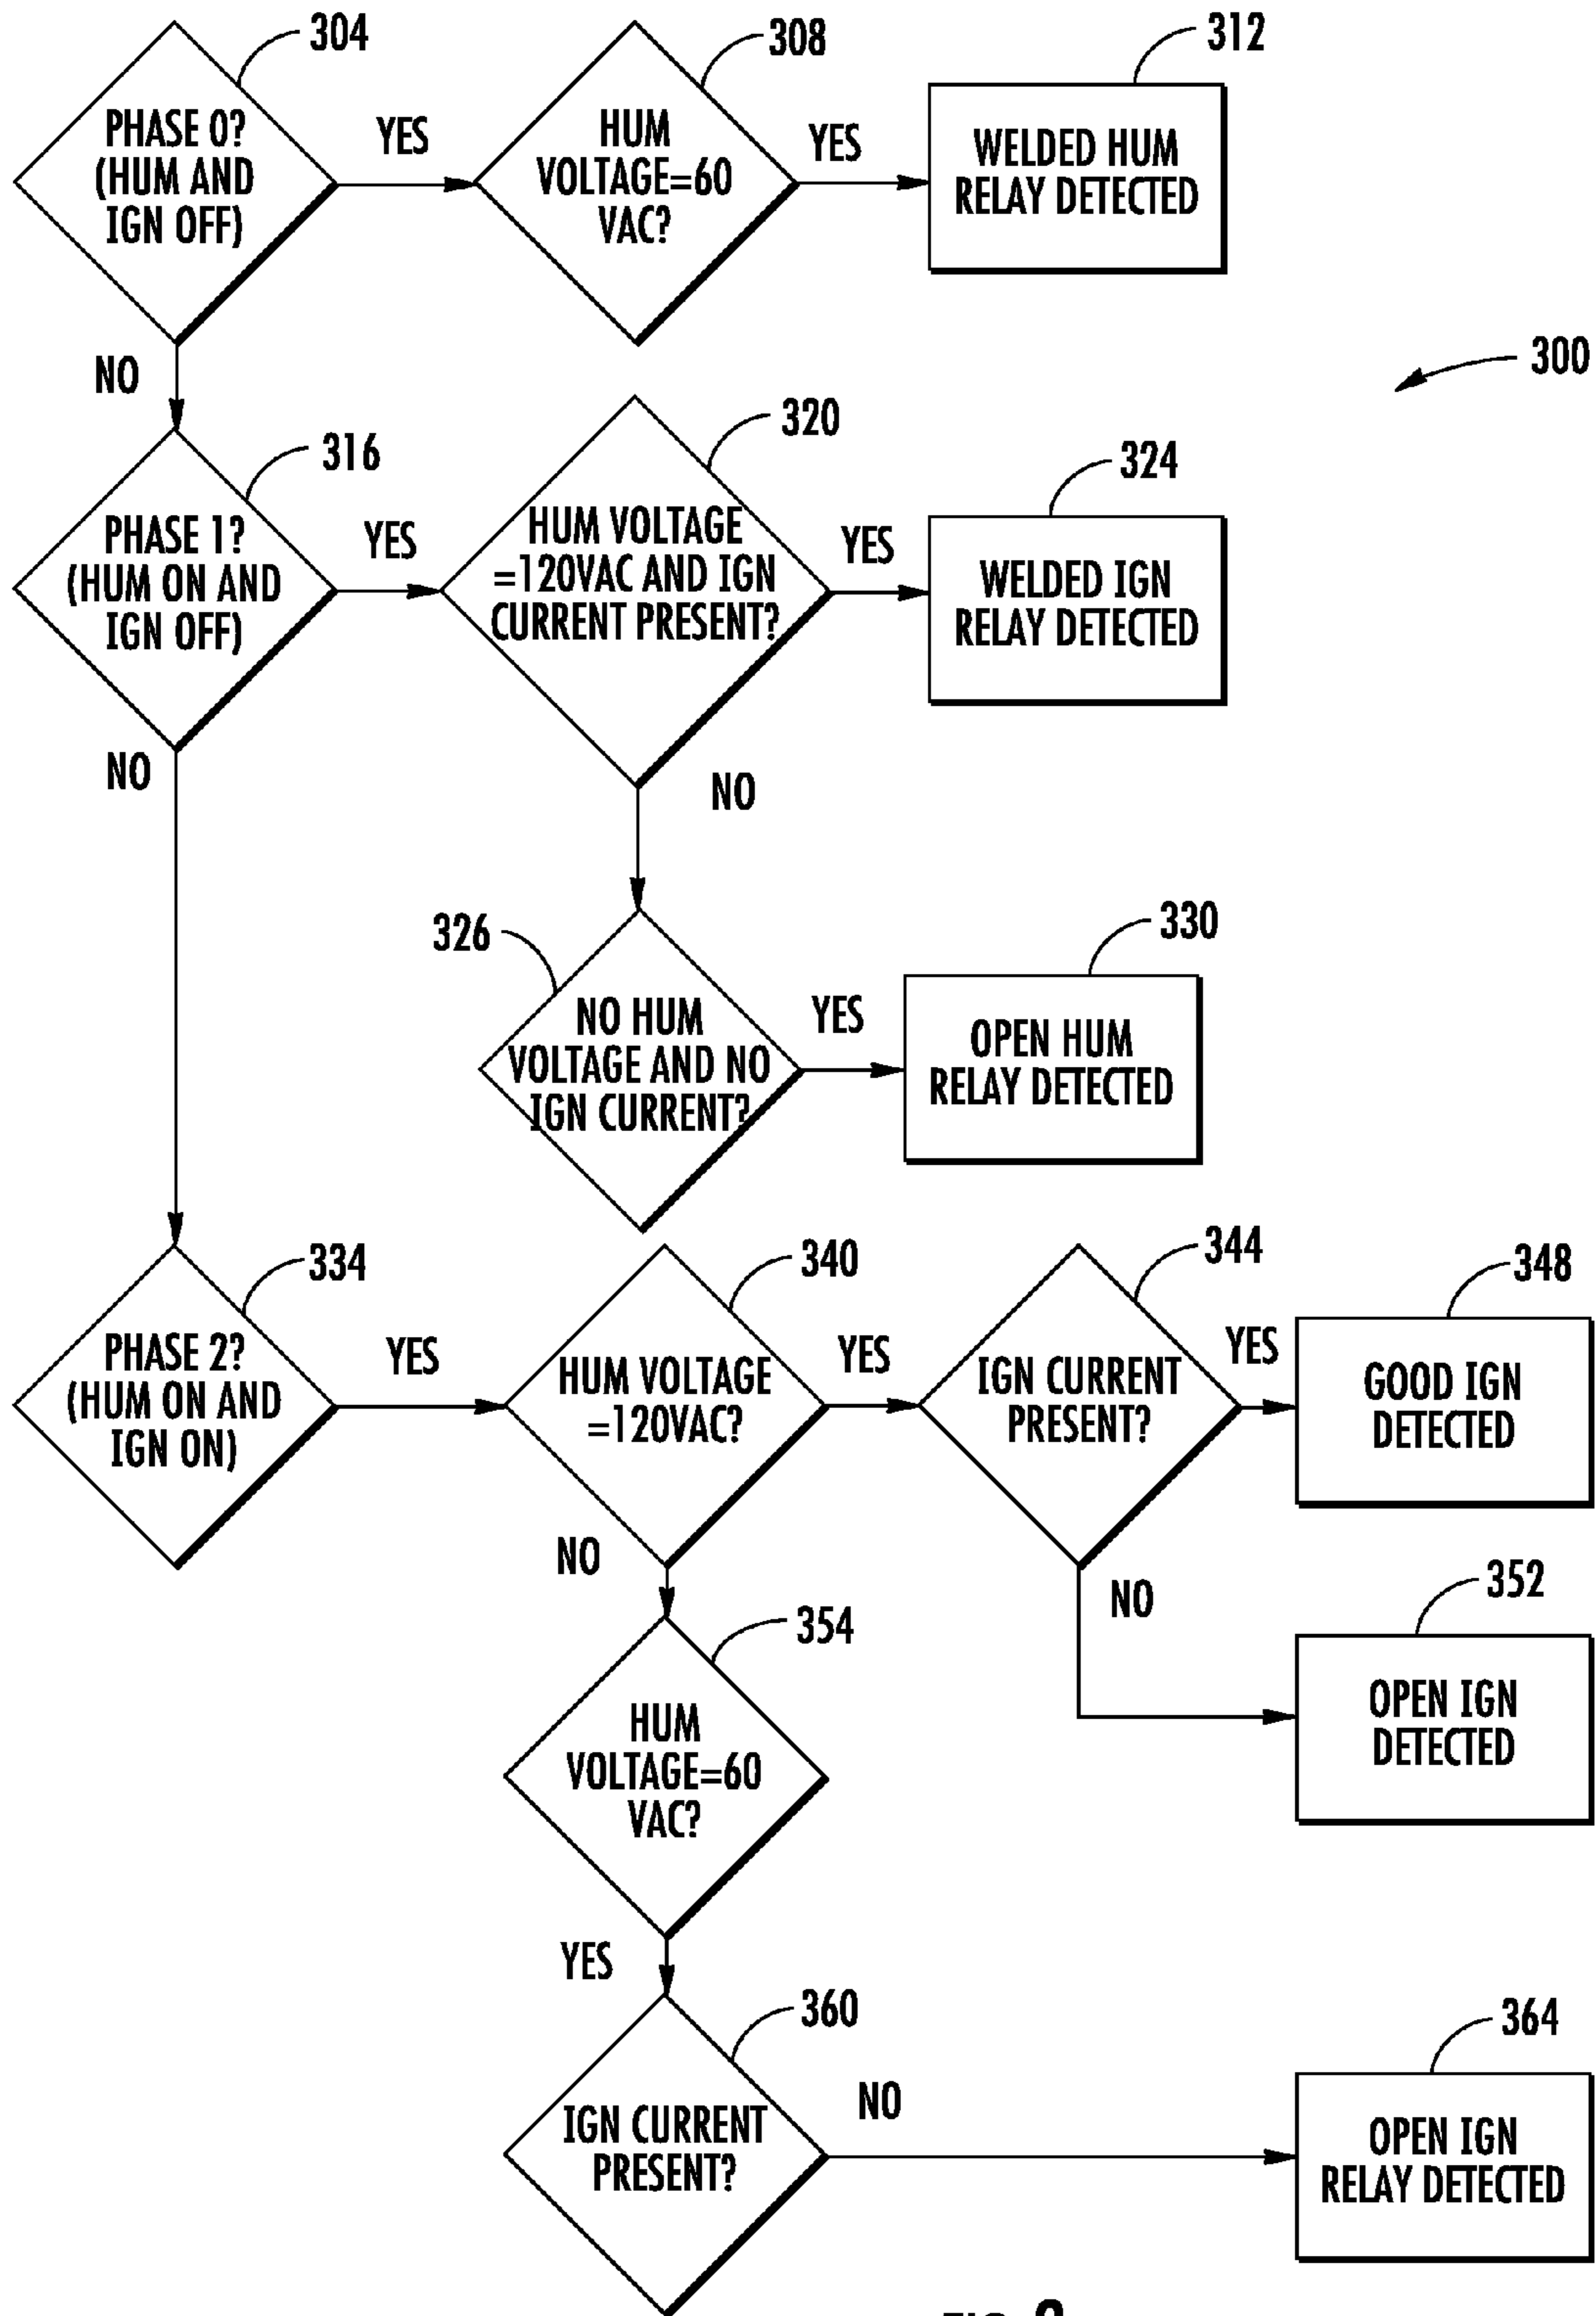 304
PHASE 0?
(HUM AND
IGN OFF)
YES
308
HUM
VOLTAGE=60
VAC?
YES
312
WELDED HUM
RELAY DETECTED
NO
300
316
PHASE 1?
(HUM ON AND
IGN OFF)
YES
320
HUM VOLTAGE
=120VAC AND IGN
CURRENT PRESENT?
YES
324
WELDED IGN
RELAY DETECTED
NO
NO
326
NO HUM
VOLTAGE AND NO
IGN CURRENT?
YES
330
OPEN HUM
RELAY DETECTED
334
PHASE 2?
(HUM ON AND
IGN ON)
YES
340
HUM VOLTAGE
=120VAC?
YES
344
IGN CURRENT
PRESENT?
YES
348
GOOD IGN
DETECTED
NO
NO
352
OPEN IGN
DETECTED
354
HUM
VOLTAGE=60
VAC?
YES
360
IGN CURRENT
PRESENT?
NO
364
OPEN IGN
RELAY DETECTED